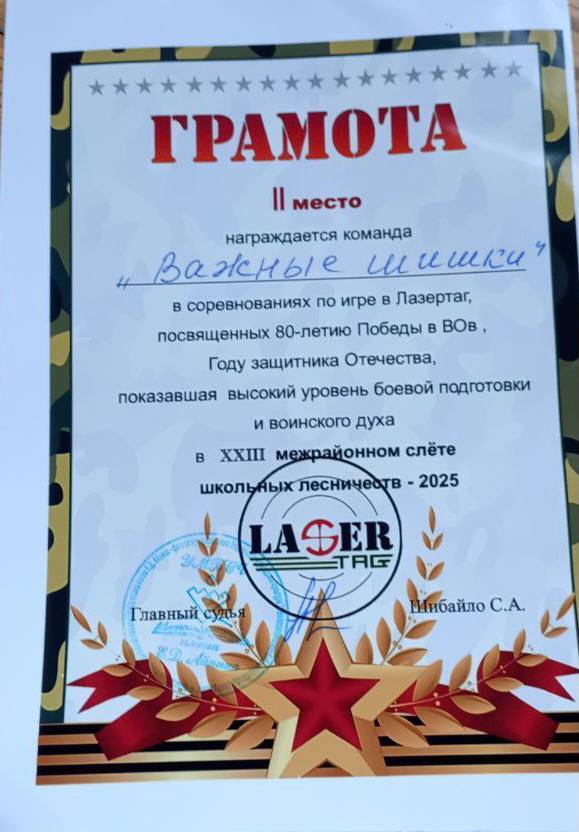 ГРАМОТА
II место
награждается команда
„ Важные шишки "
в соревнованиях по игре в Лазертаг,
посвященных 80-летию Победы в ВОв ,
Году защитника Отечества,
показавшая высокий уровень боевой подготовки
и воинского духа
в XXIII межрайонном слёте
школьных лесничеств - 2025
LASER
TAG
Главный судья
Шибайло С.А.
имени